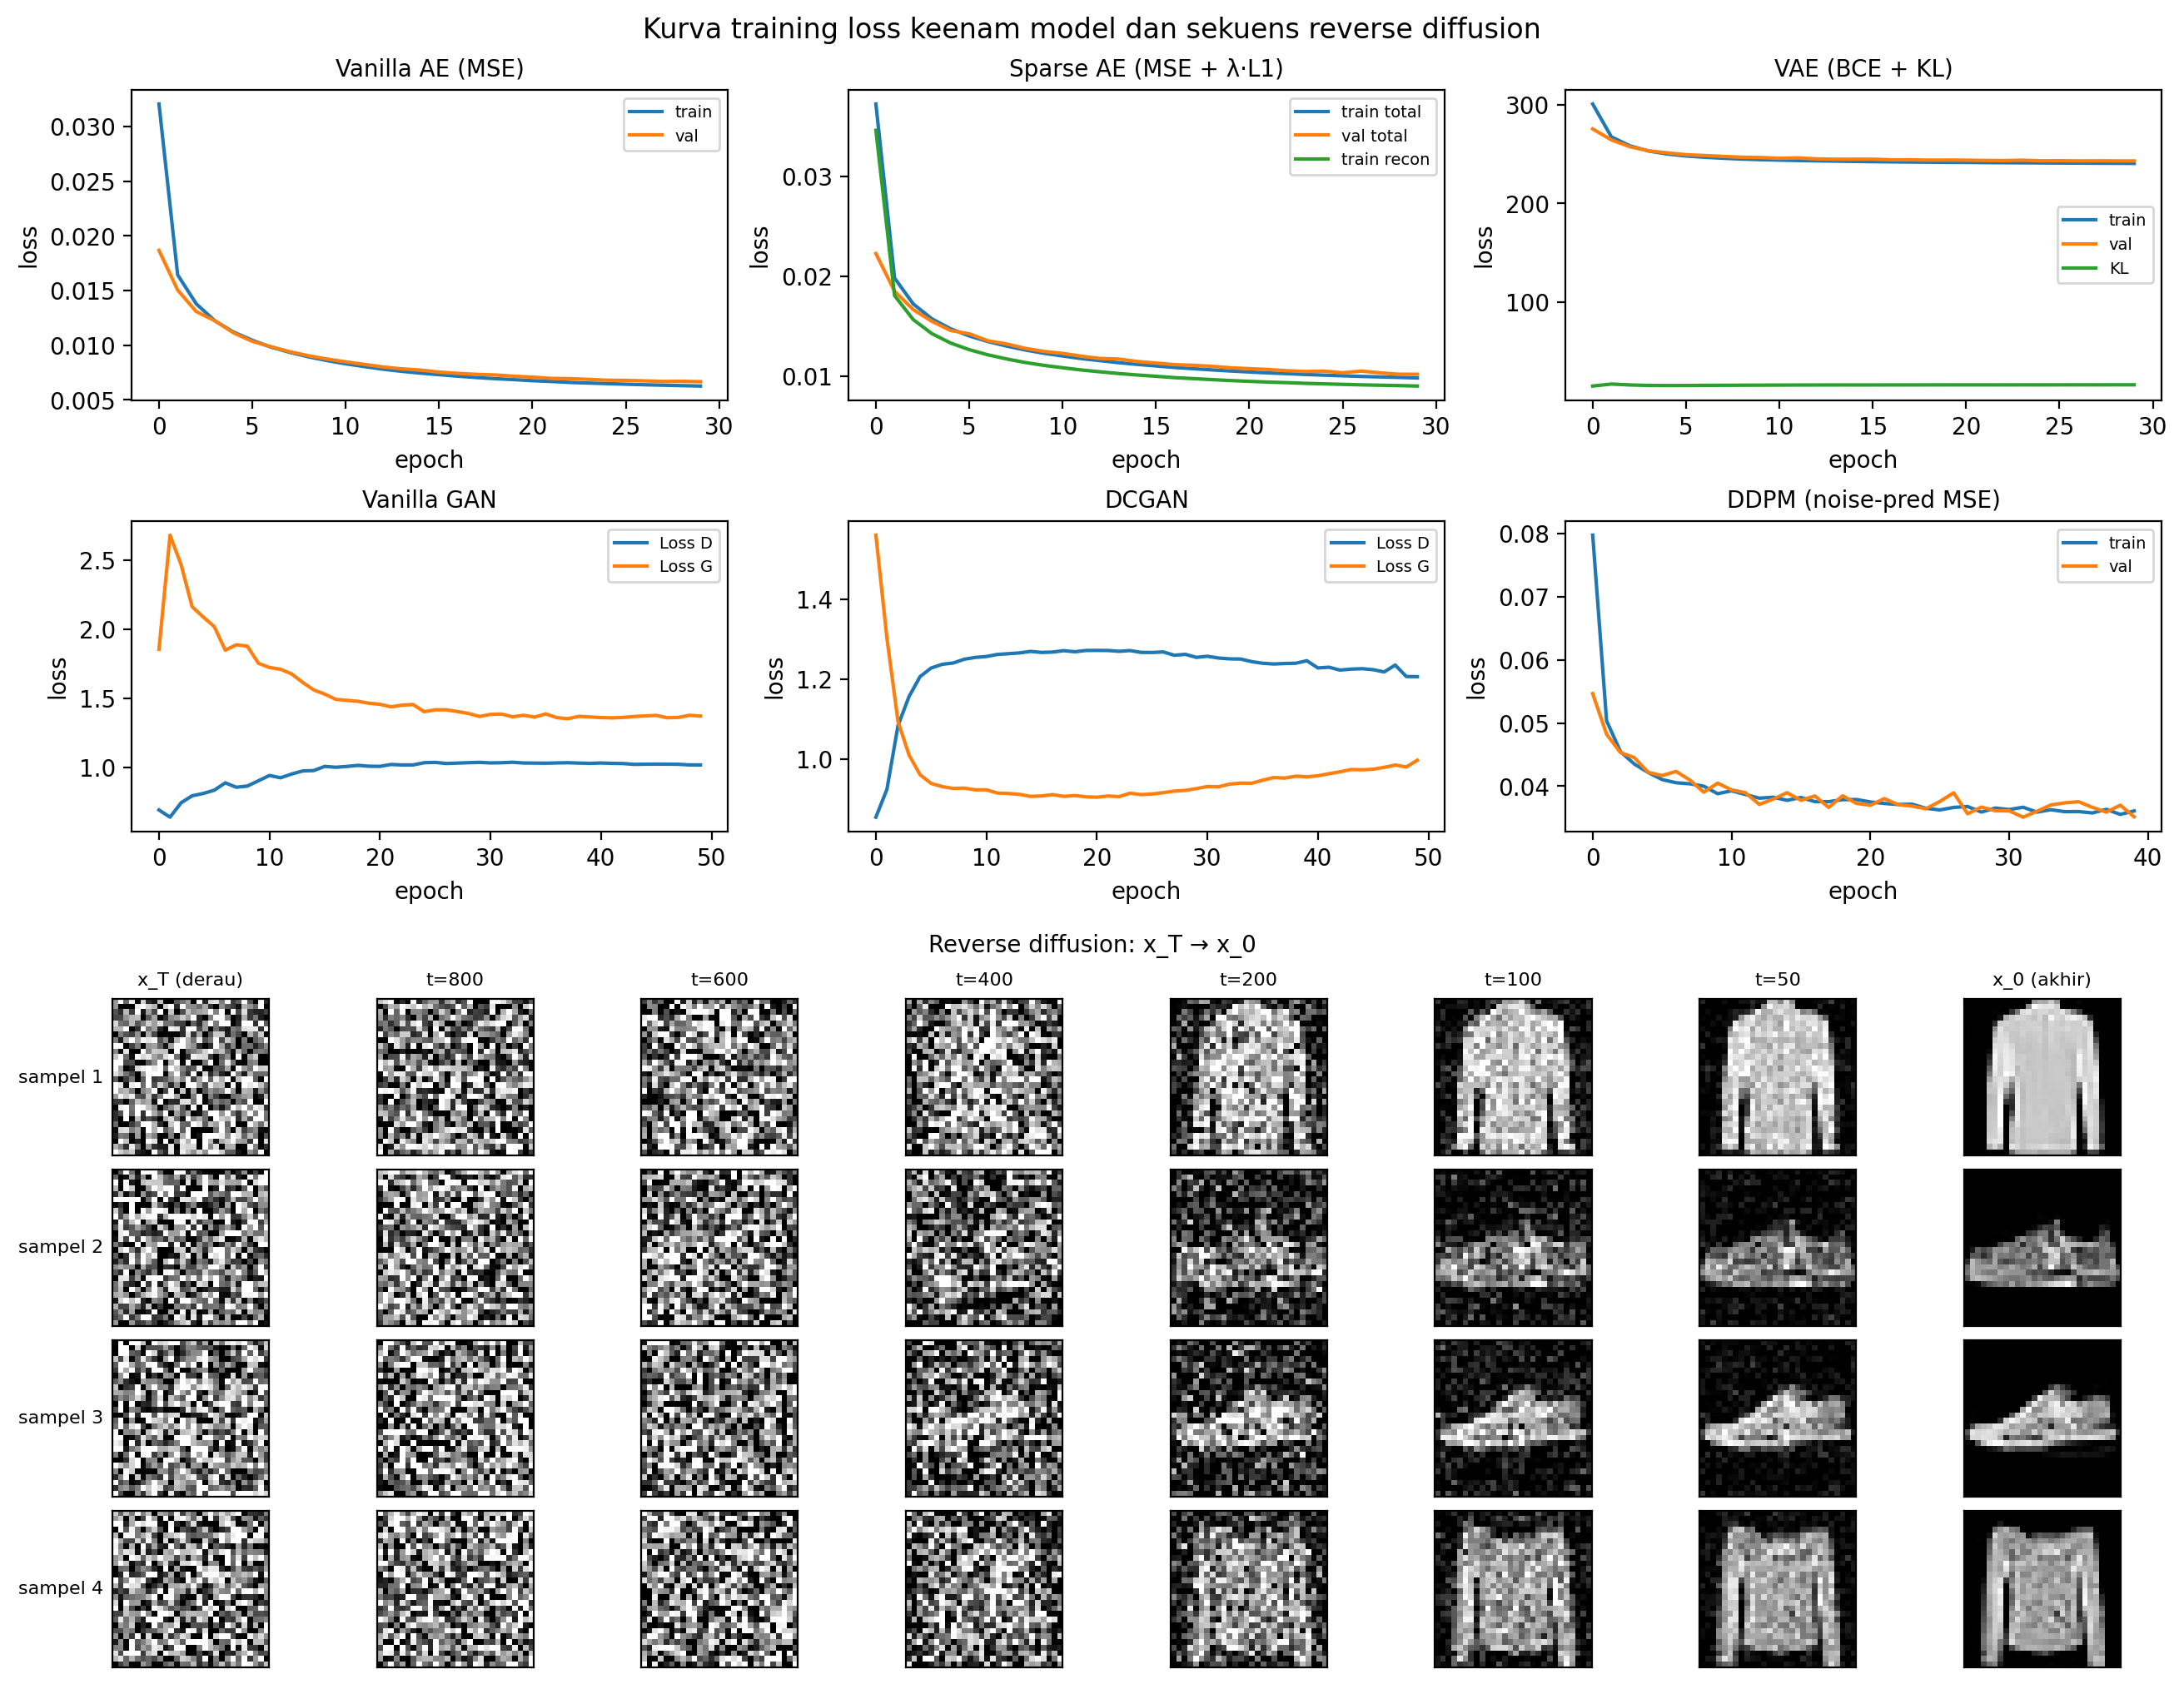 Kurva training loss keenam model dan sekuens reverse diffusion
Vanilla AE (MSE)
0.030
0.025
0.020
0.015
0.010
0.005
loss
0 5 10 15 20 25 30
epoch
train
val
Sparse AE (MSE + λ·L1)
0.03
0.02
0.01
loss
0 5 10 15 20 25 30
epoch
train total
val total
train recon
VAE (BCE + KL)
300
200
100
loss
0 5 10 15 20 25 30
epoch
train
val
KL
Vanilla GAN
2.5
2.0
1.5
1.0
loss
0 10 20 30 40 50
epoch
Loss D
Loss G
DCGAN
1.4
1.2
1.0
loss
0 10 20 30 40 50
epoch
Loss D
Loss G
DDPM (noise-pred MSE)
0.08
0.07
0.06
0.05
0.04
loss
0 10 20 30 40
epoch
train
val
Reverse diffusion: x_T → x_0
x_T (derau) t=800 t=600 t=400 t=200 t=100 t=50 x_0 (akhir)
sampel 1
sampel 2
sampel 3
sampel 4